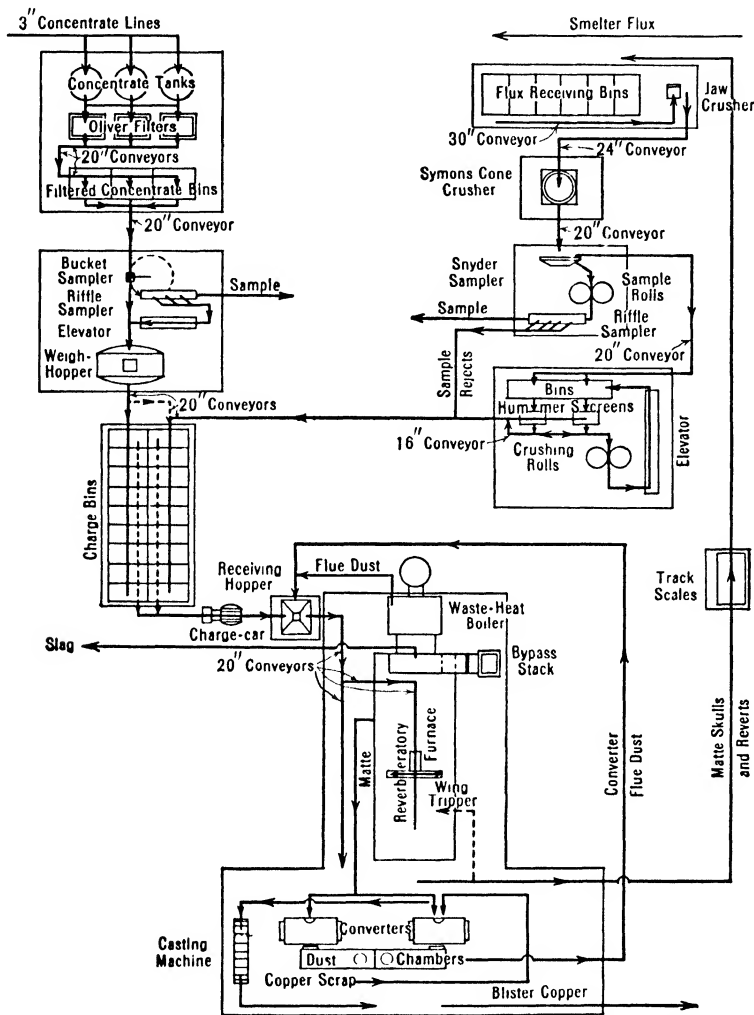 3" Concentrate Lines
Concentrate Tanks
Oliver Filters
20" Conveyors
Filtered Concentrate Bins
20" Conveyor
Bucket
Sampler
Riffle
Sampler
Sample
Elevator
Weigh-
Hopper
20" Conveyors
Charge Bins
Smelter Flux
Flux Receiving Bins
Jaw
Crusher
30" Conveyor
24" Conveyor
Symons Cone
Crusher
20" Conveyor
Snyder
Sampler
Sample
Rolls
Sample
Riffle
Sampler
20" Conveyor
Sample
Rejects
Bins
Hummer Screens
16" Conveyor
Crushing
Rolls
Elevator
Track
Scales
Receiving
Hopper
Flue Dust
Waste-Heat
Boiler
Charge-car
Slag
20" Conveyors
Bypass
Stack
Matte
Reverberatory
Furnace
Wing
Tripper
Converter
Flue Dust
Matte Skulls
and Reverts
Casting
Machine
Converters
Dust Chambers
Copper Scrap
Blister Copper